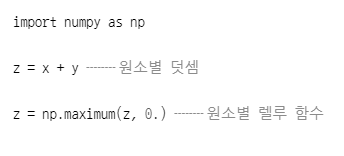 import numpy as np
z = x + y -------- 원소별 덧셈
z = np.maximum(z, 0.) -------- 원소별 렐루 함수